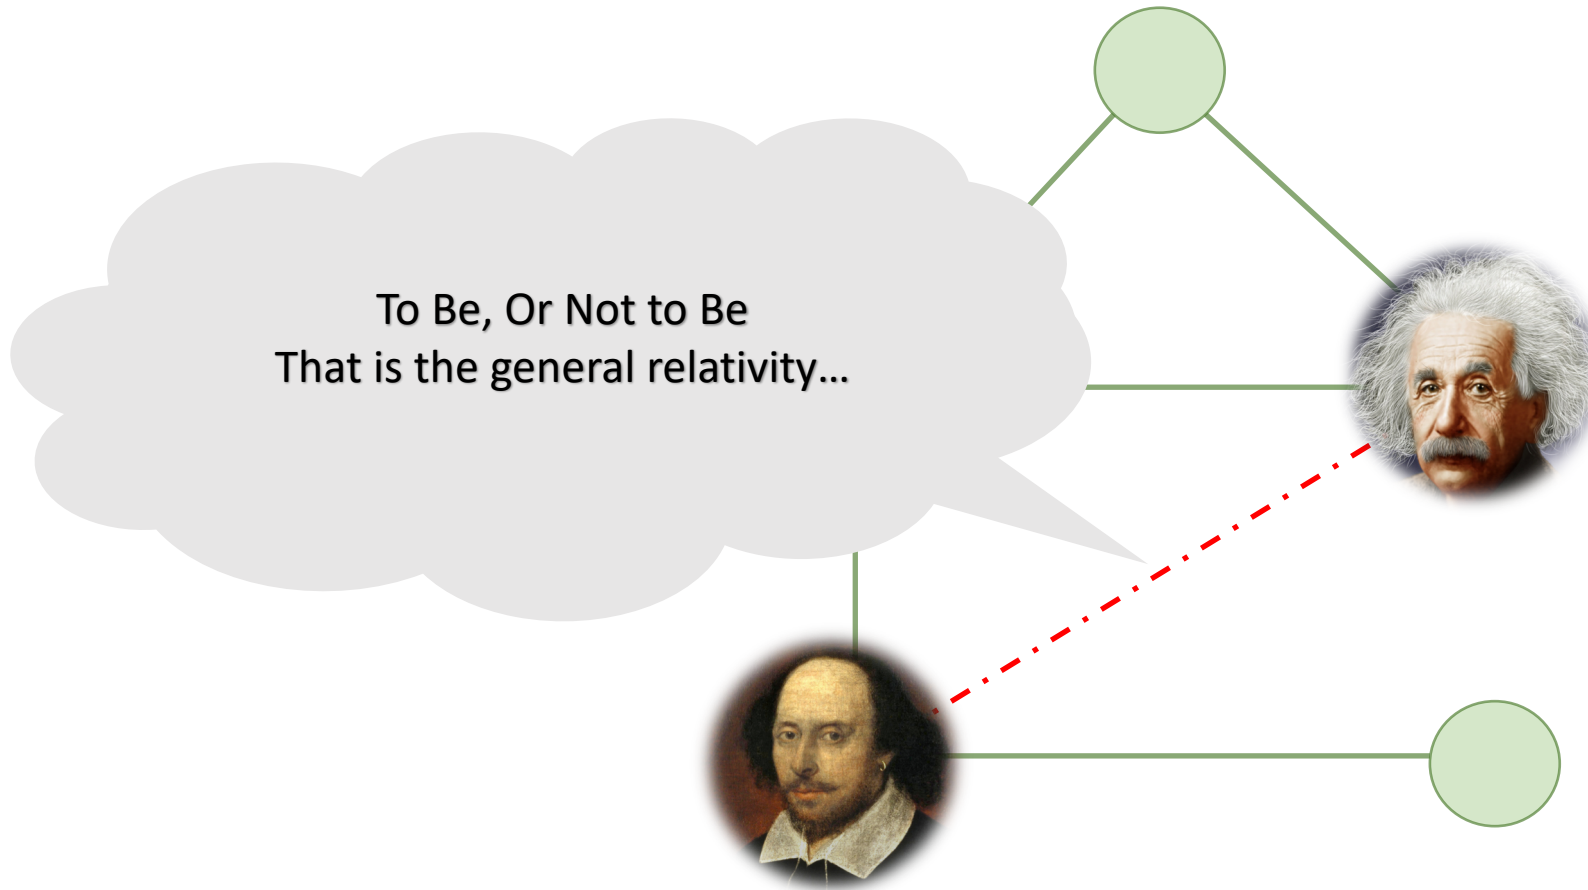 To Be, Or Not to Be
That is the general relativity…